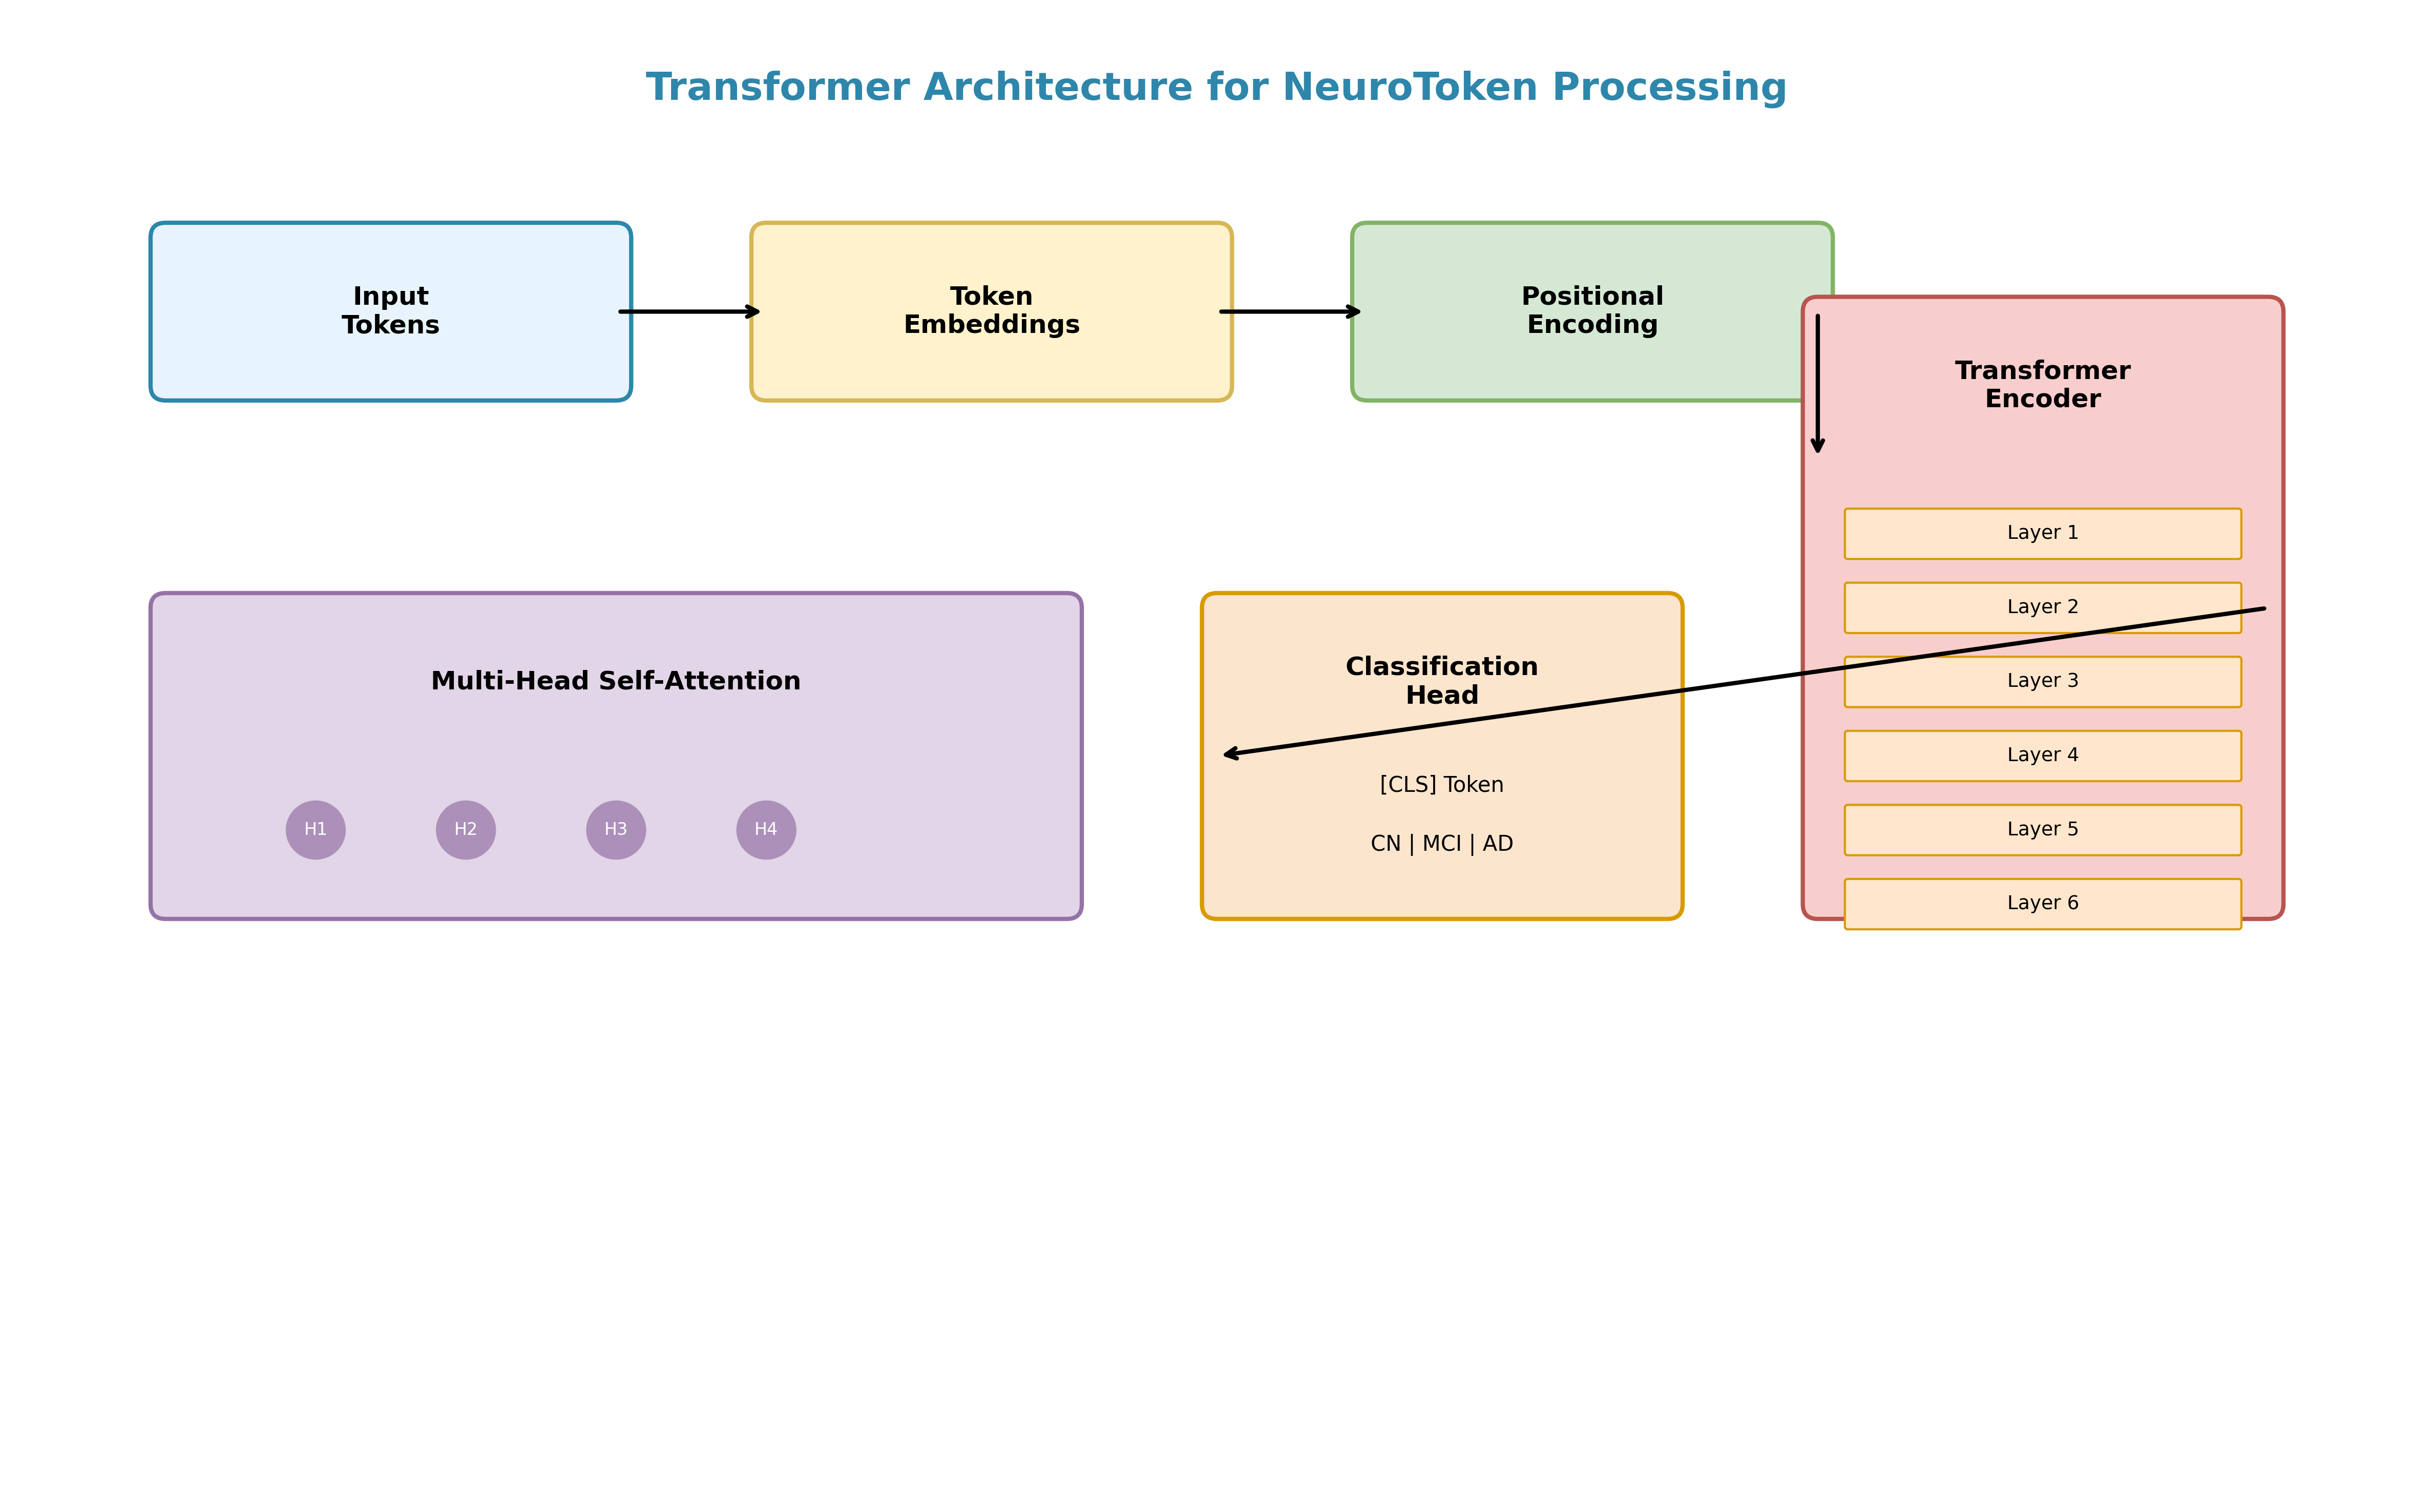 Transformer Architecture for NeuroToken Processing
Input
Tokens
Token
Embeddings
Positional
Encoding
Transformer
Encoder
Layer 1
Layer 2
Layer 3
Layer 4
Layer 5
Layer 6
Multi-Head Self-Attention
H1
H2
H3
H4
Classification
Head
[CLS] Token
CN | MCI | AD